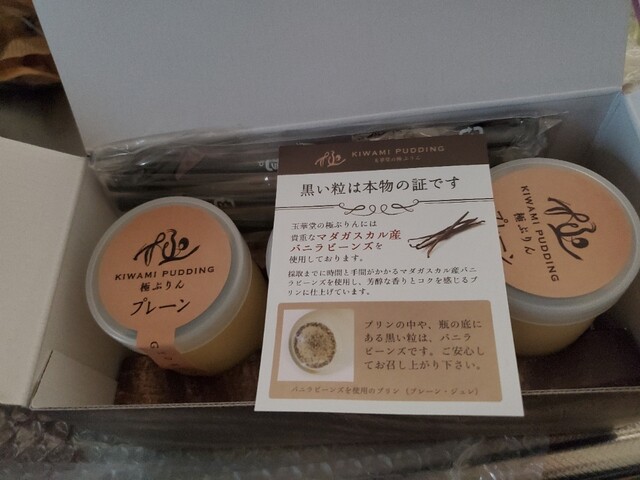 極
KIWAMI PUDDING
玉華堂の極ぷりん
黒い粒は本物の証です
玉華堂の極ぷりんには
貴重なマダガスカル産
バニラビーンズを
使用しております。
採取までに時間と手間がかかるマダガスカル産バニ
ラビーンズを使用し、芳醇な香りとコクを感じるプ
リンに仕上げています。
プリンの中や、瓶の底に
ある黒い粒は、バニラ
ビーンズです。ご安心し
てお召し上がり下さい。
バニラビーンズを使用のプリン（プレーン・ジュレ）
極
KIWAMI PUDDING
極ぷりん
プレーン
極
KIWAMI PUDDING
極ぷりん
プレーン